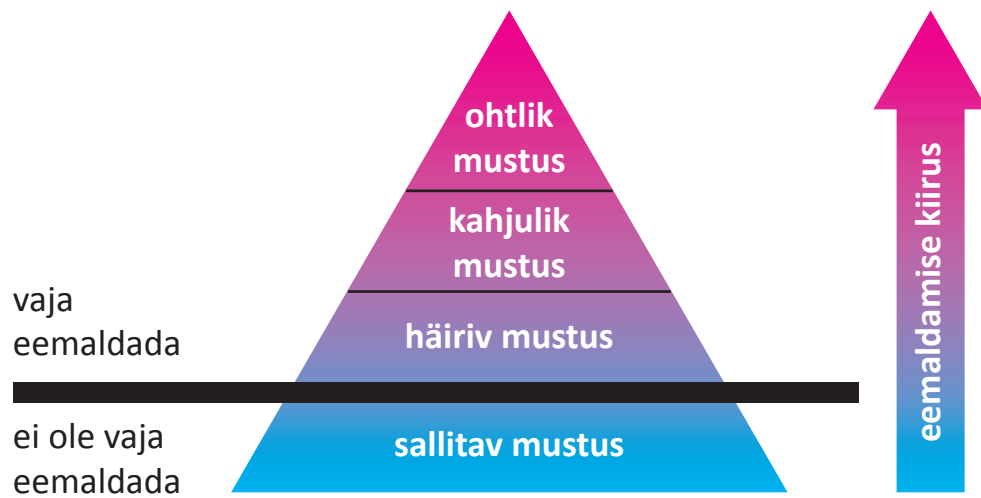 ohtlik
mustus
kahjulik
mustus
häiriv mustus
sallitav mustus
vaja
eemaldada
ei ole vaja
eemaldada
eemaldamise kiirus